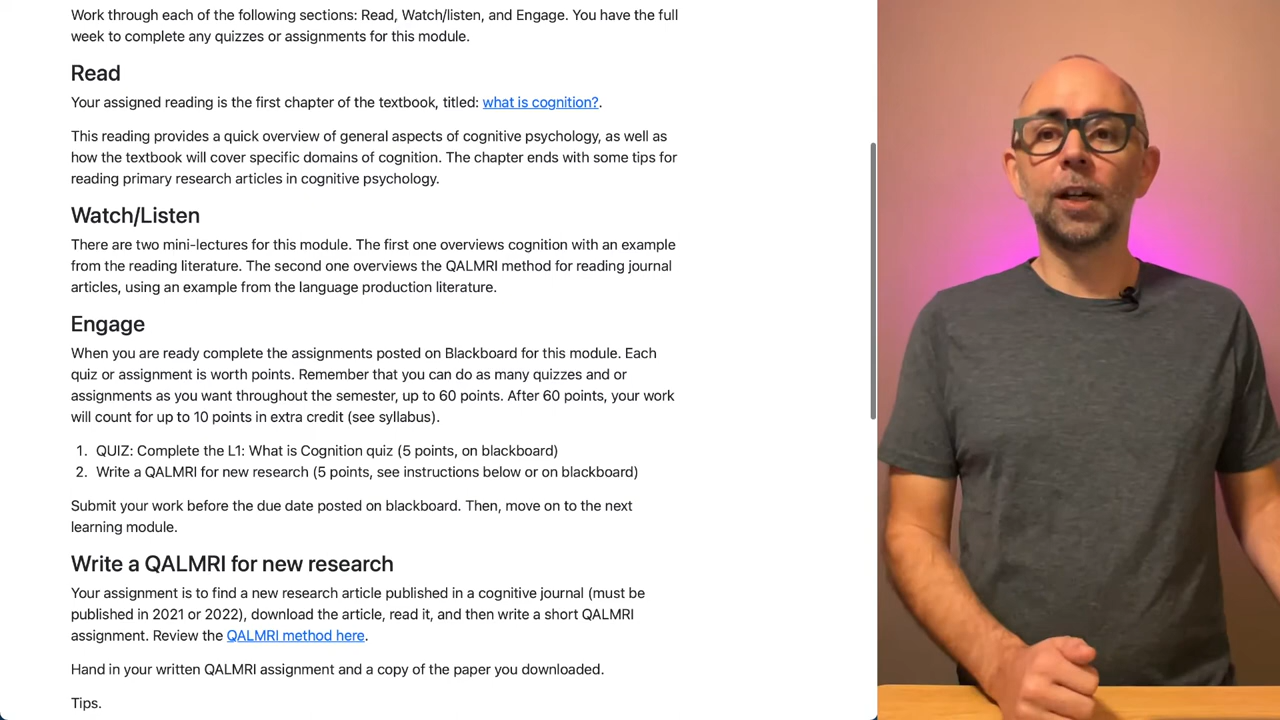 Work through each of the following sections: Read, Watch/listen, and Engage. You have the full
week to complete any quizzes or assignments for this module.
Read
Your assigned reading is the first chapter of the textbook, titled: what is cognition?.
This reading provides a quick overview of general aspects of cognitive psychology, as well as
how the textbook will cover specific domains of cognition. The chapter ends with some tips for
reading primary research articles in cognitive psychology.
Watch/Listen
There are two mini-lectures for this module. The first one overviews cognition with an example
from the reading literature. The second one overviews the QALMRI method for reading journal
articles, using an example from the language production literature.
Engage
When you are ready complete the assignments posted on Blackboard for this module. Each
quiz or assignment is worth points. Remember that you can do as many quizzes and or
assignments as you want throughout the semester, up to 60 points. After 60 points, your work
will count for up to 10 points in extra credit (see syllabus).
1. QUIZ: Complete the L1: What is Cognition quiz (5 points, on blackboard)
2. Write a QALMRI for new research (5 points, see instructions below or on blackboard)
Submit your work before the due date posted on blackboard. Then, move on to the next
learning module.
Write a QALMRI for new research
Your assignment is to find a new research article published in a cognitive journal (must be
published in 2021 or 2022), download the article, read it, and then write a short QALMRI
assignment. Review the QALMRI method here.
Hand in your written QALMRI assignment and a copy of the paper you downloaded.
Tips.